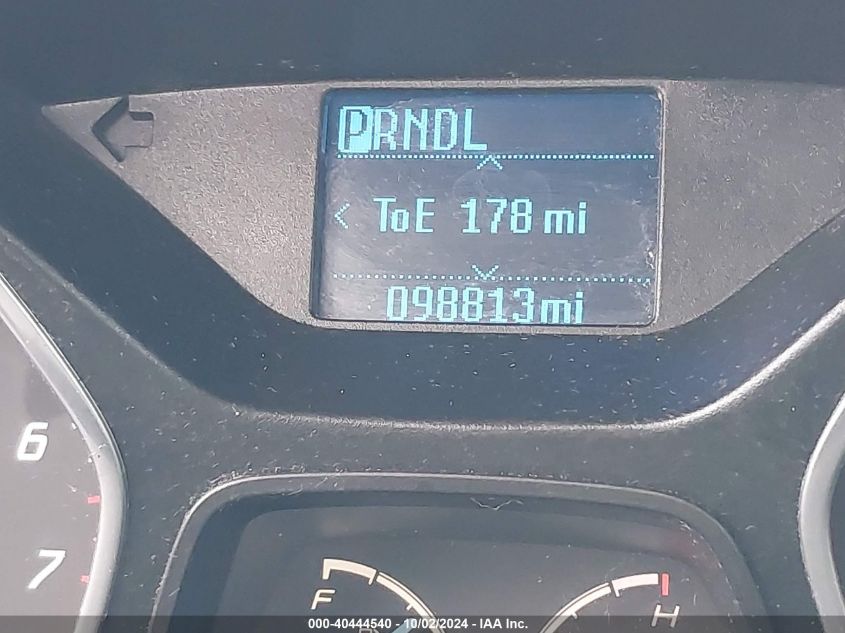 PRNDL
< ToE 178 mi
098813mi
6
7
F
H
000-40444540 - 10/02/2024 - IAA Inc.